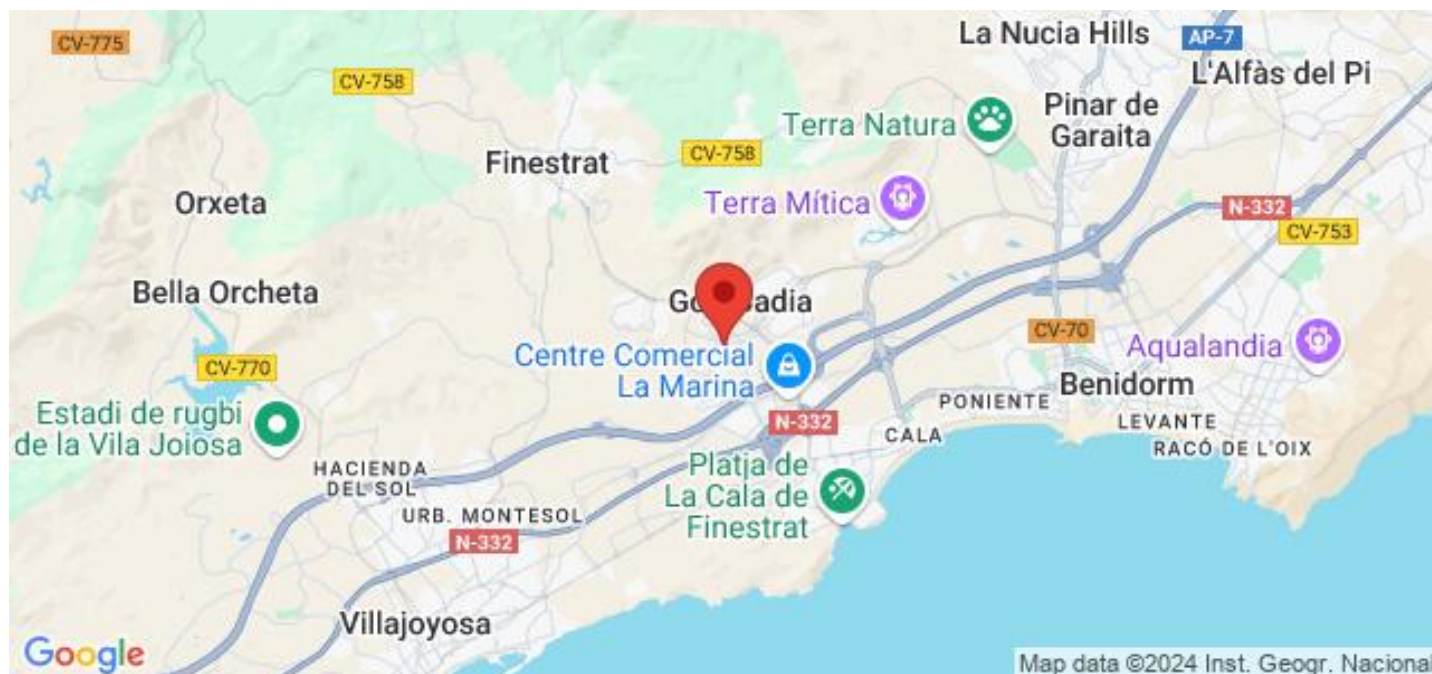 CV-775
La Nucia Hills
AP-7
L'Alfàs del Pi
CV-758
Pinar de
Garaita
Terra Natura
Finestrat
CV-758
Orxeta
Terra Mítica
N-332
CV-753
Bella Orcheta
CV-70
Aqualandia
Centre Comercial
La Marina
CV-770
Benidorm
PONIENTE
LEVANTE
RACÓ DE L'OIX
Estadi de rugbi
de la Vila Joiosa
N-332
CALA
HACIENDA
DEL SOL
Platja de
La Cala de
Finestrat
URB. MONTESOL
N-332
Villajoyosa
Google
Map data ©2024 Inst. Geogr. Nacional